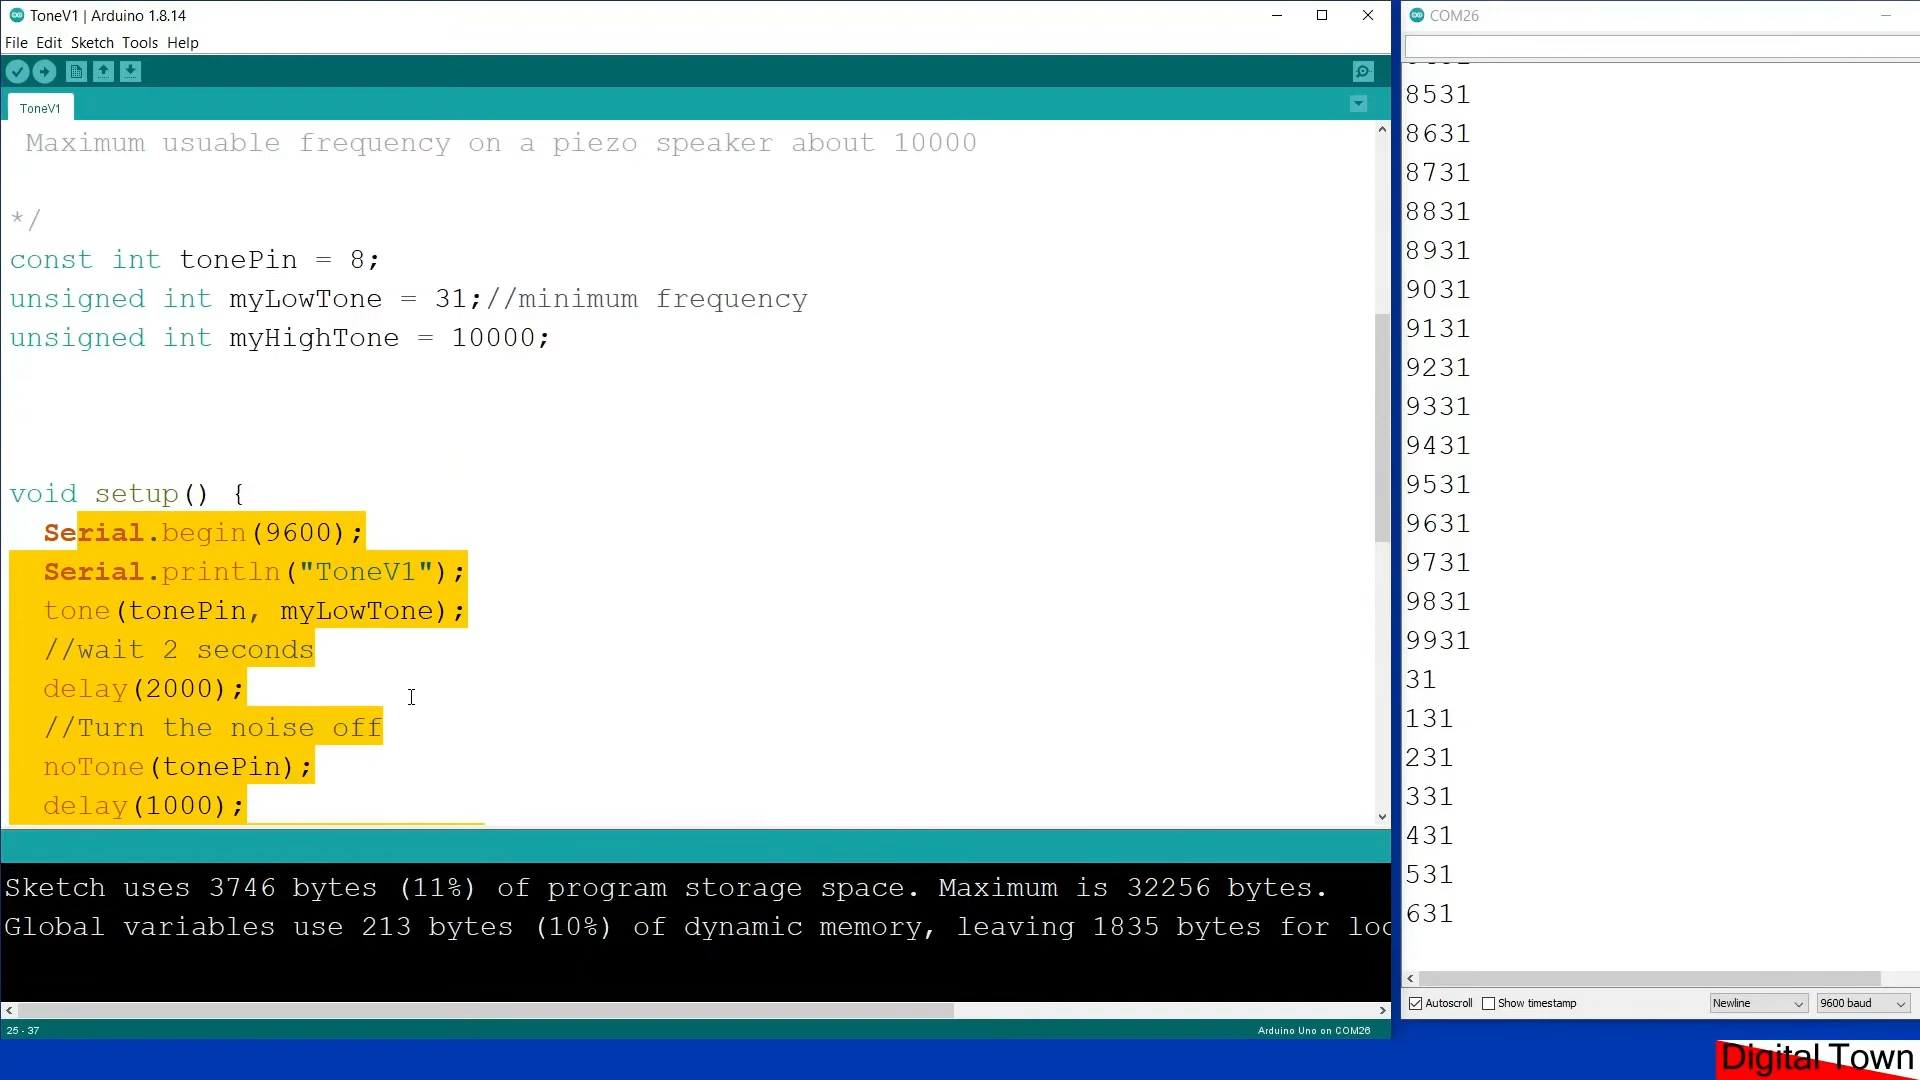 ToneV1 | Arduino 1.8.14
File Edit Sketch Tools Help
ToneV1
Maximum usuable frequency on a piezo speaker about 10000
*/
const int tonePin = 8;
unsigned int myLowTone = 31;//minimum frequency
unsigned int myHighTone = 10000;
void setup() {
Serial.begin(9600);
Serial.println("ToneV1");
tone(tonePin, myLowTone);
//wait 2 seconds
delay(2000);
//Turn the noise off
noTone(tonePin);
delay(1000);
Sketch uses 3746 bytes (11%) of program storage space. Maximum is 32256 bytes.
Global variables use 213 bytes (10%) of dynamic memory, leaving 1835 bytes for loc
25 - 37
Arduino Uno on COM26
COM26
8531
8631
8731
8831
8931
9031
9131
9231
9331
9431
9531
9631
9731
9831
9931
31
131
231
331
431
531
631
Autoscroll Show timestamp
Newline
9600 baud
Digital Town